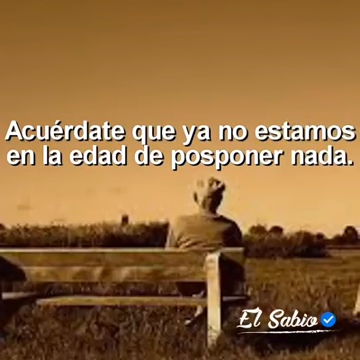 Acuérdate que ya no estamos
en la edad de posponer nada.
El Sabio